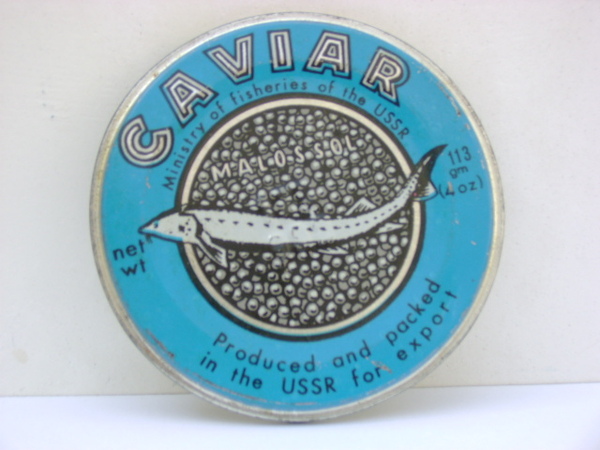 CAVIAR
Ministry of fisheries of the USSR
MALOSSOL
113
gm
(4 oz)
net
wt
Produced and packed
in the USSR for export